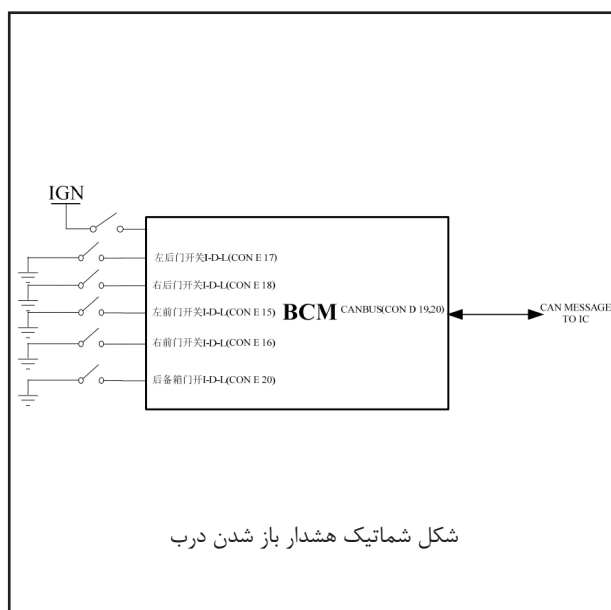 IGN
左后门开关I-D-L(CON E 17)
右后门开关I-D-L(CON E 18)
左前门开关I-D-L(CON E 15)
BCM
CANBUS(CON D 19,20)
CAN MESSAGE
TO IC
右前门开关I-D-L(CON E 16)
后备箱门开I-D-L(CON E 20)
شکل شماتیک هشدار باز شدن درب